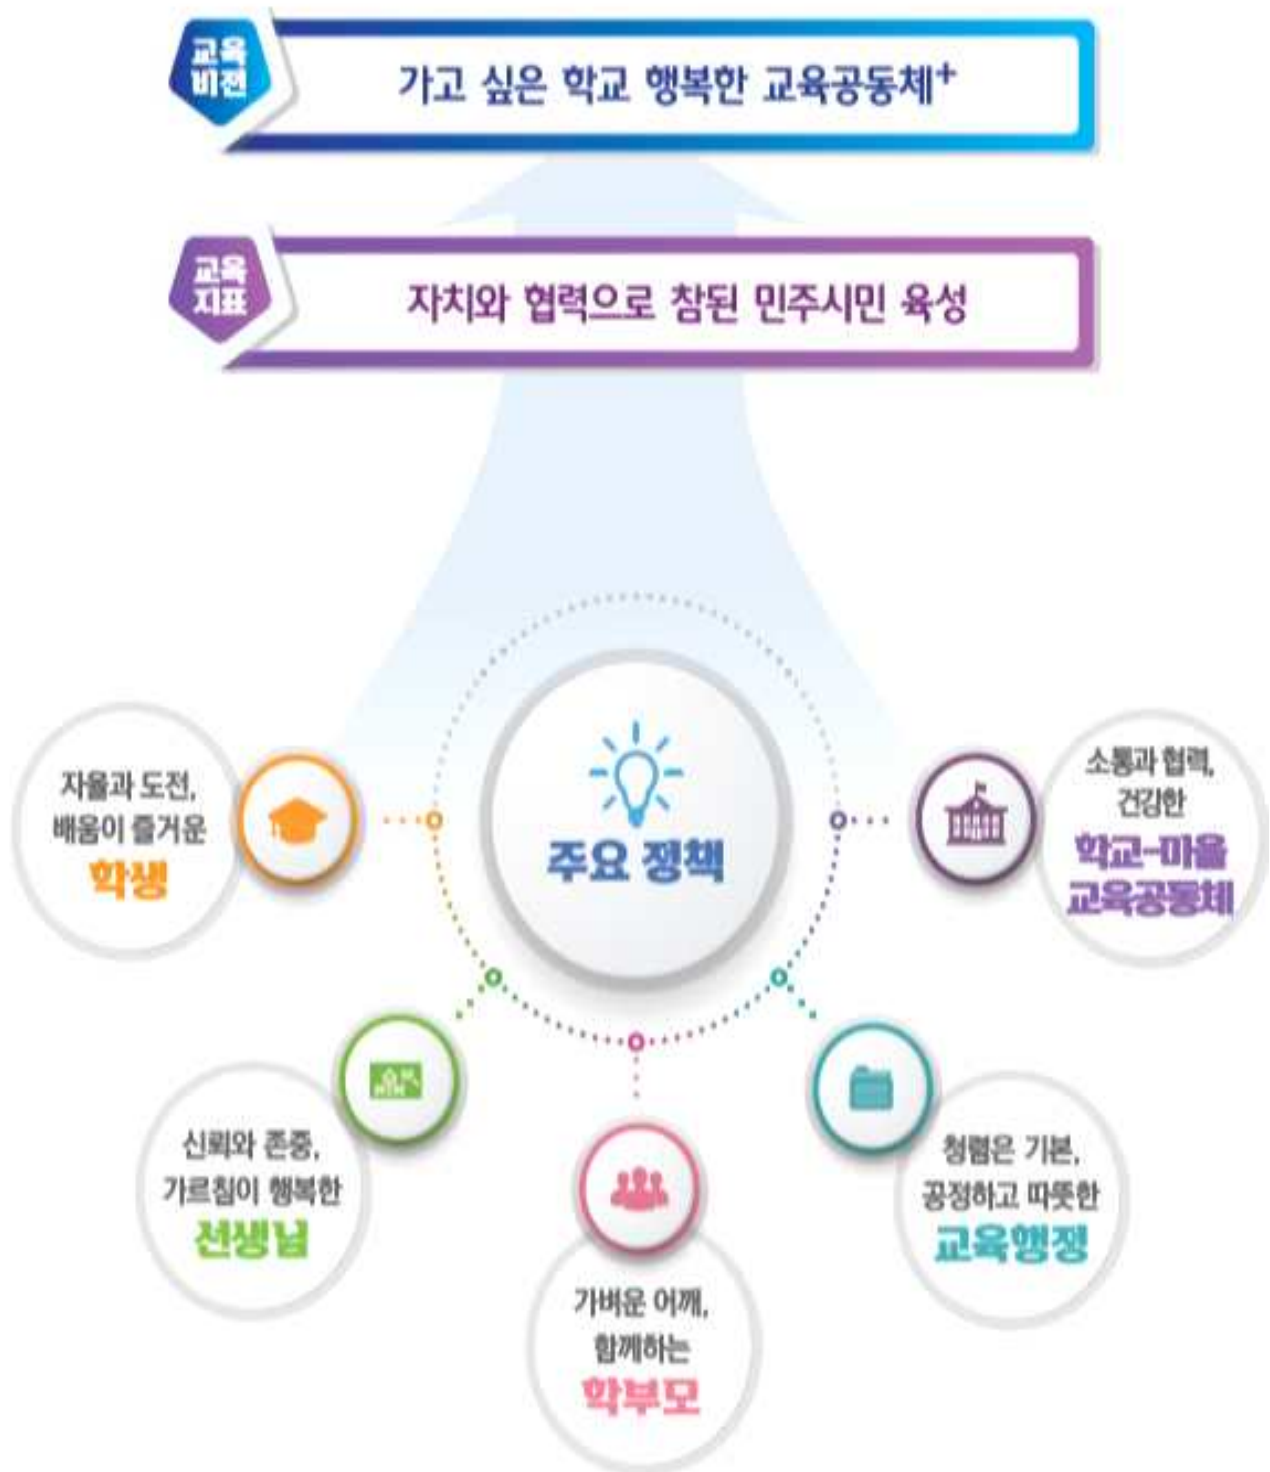 교육
비전
가고 싶은 학교 행복한 교육공동체+
교육
지표
자치와 협력으로 참된 민주시민 육성
주요 정책
자율과 도전,
배움이 즐거운
학생
신뢰와 존중,
가르침이 행복한
선생님
가벼운 어깨,
함께하는
학부모
청렴은 기본,
공정하고 따뜻한
교육행정
소통과 협력,
건강한
학교-마을
교육공동체